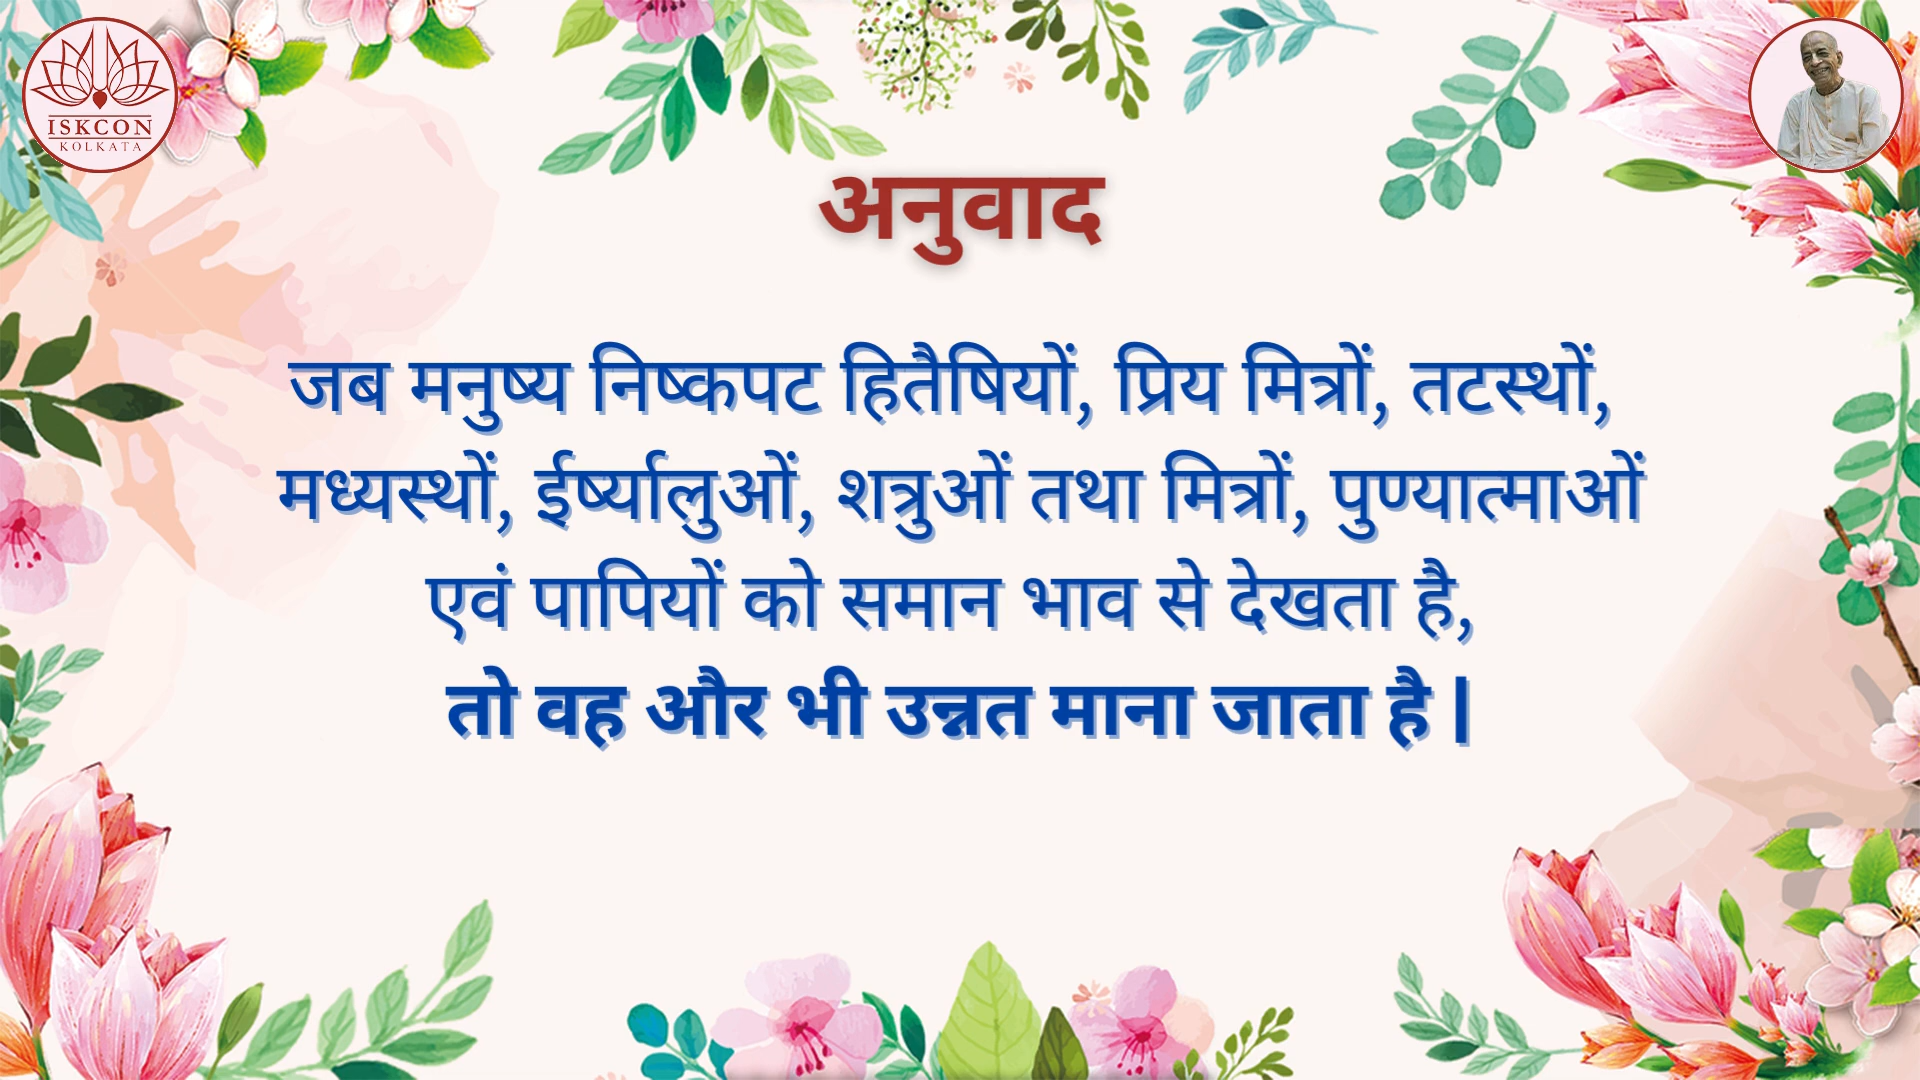 ISKCON
KOLKATA
अनुवाद
जब मनुष्य निष्कपट हितैषियों, प्रिय मित्रों, तटस्थों,
मध्यस्थों, ईर्ष्यालुओं, शत्रुओं तथा मित्रों, पुण्यात्माओं
एवं पापियों को समान भाव से देखता है,
तो वह और भी उन्नत माना जाता है |